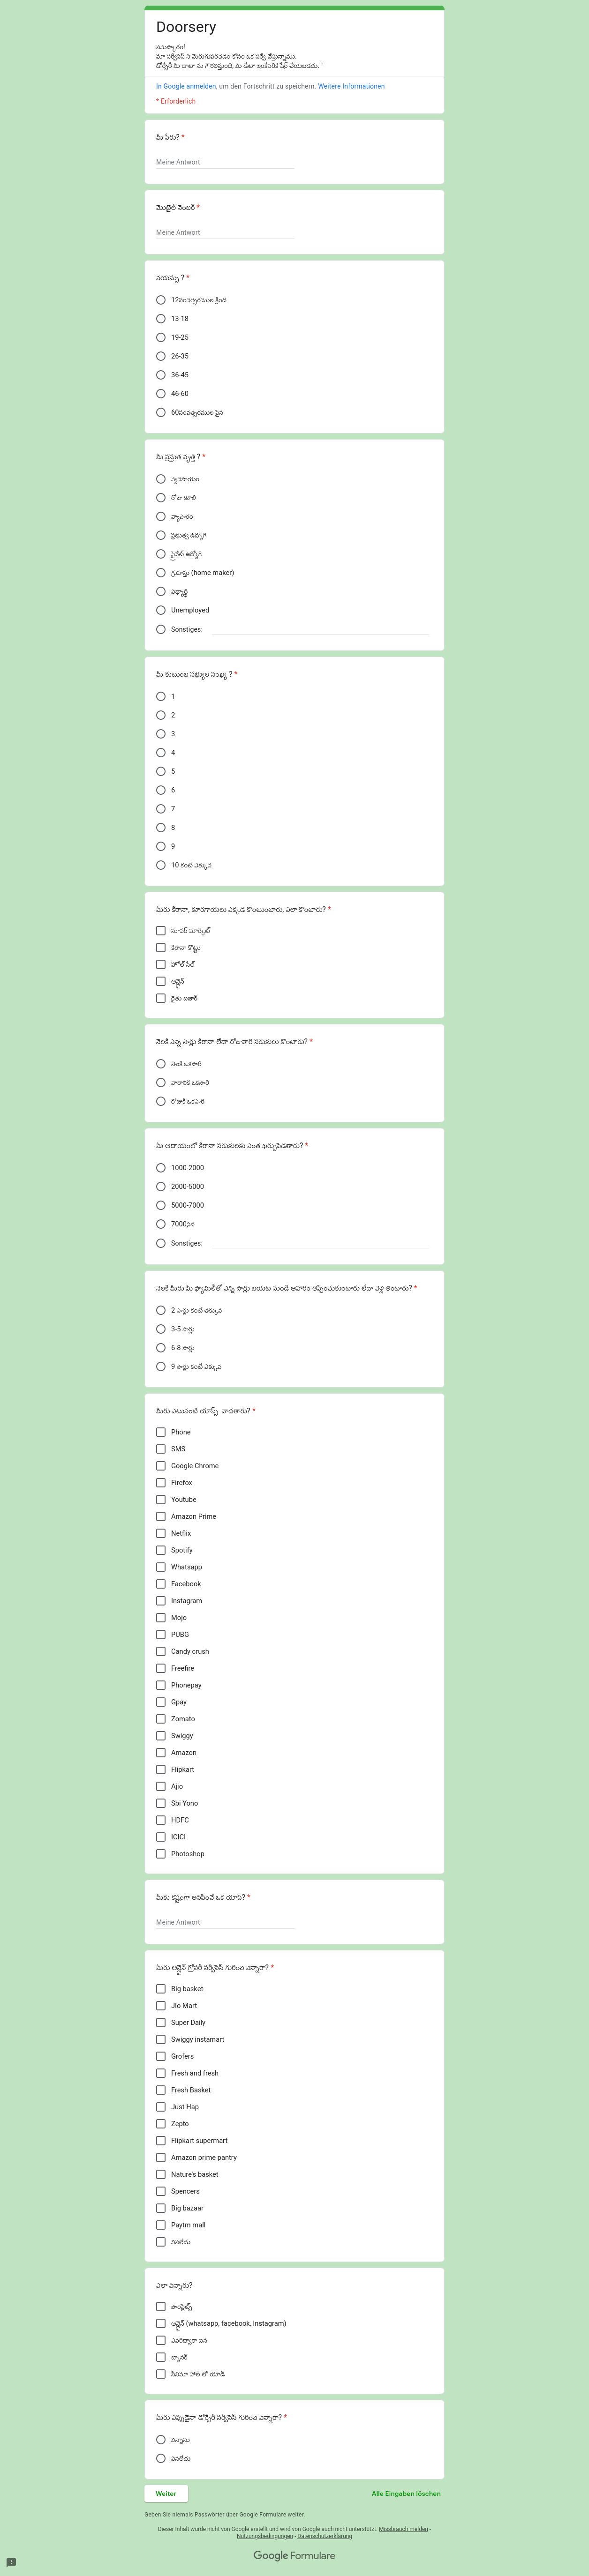 Doorsery
నమస్కారం!
మా సర్వీసెస్ ని మెరుగుపరచడం కోసం ఒక సర్వే చేస్తున్నాము.
డోర్సేరీ మీ డాటా ను గౌరవిస్తుంది, మీ డేటా ఇంకేవరికి షేర్ చేయబడదు. "
In Google anmelden, um den Fortschritt zu speichern. Weitere Informationen
* Erforderlich
మీ పేరు? *
Meine Antwort
మొబైల్ నెంబర్ *
Meine Antwort
వయస్సు ? *
12సంవత్సరముల క్రింద
13-18
19-25
26-35
36-45
46-60
60సంవత్సరముల పైన
మీ ప్రస్తుత వృత్తి ? *
వ్యవసాయం
రోజు కూలీ
వ్యాపారం
ప్రభుత్వ ఉద్యోగి
ప్రైవేట్ ఉద్యోగి
గ్రుహస్తు (home maker)
విద్యార్థి
Unemployed
Sonstiges:
మీ కుటుంబ సభ్యుల సంఖ్య ? *
1
2
3
4
5
6
7
8
9
10 కంటే ఎక్కువ
మీరు కిరానా, కూరగాయలు ఎక్కడ కొంటుంటారు, ఎలా కొంటారు? *
సూపర్ మార్కెట్
కిరానా కొట్టు
హోల్ సేల్
ఆన్లైన్
రైతు బజార్
నెలకి ఎన్ని సార్లు కిరానా లేదా రోజువారి సరుకులు కొంటారు? *
నెలకి ఒకసారి
వారానికి ఒకసారి
రోజుకి ఒకసారి
మీ ఆదాయంలో కిరానా సరుకులకు ఎంత ఖర్చుపెడతారు? *
1000-2000
2000-5000
5000-7000
7000పైన
Sonstiges:
నెలకి మీరు మీ ఫ్యామిలీతో ఎన్ని సార్లు బయట నుండి ఆహారం తెప్పించుకుంటారు లేదా వెళ్లి తింటారు? *
2 సార్లు కంటే తక్కువ
3-5 సార్లు
6-8 సార్లు
9 సార్లు కంటే ఎక్కువ
మీరు ఎటువంటి యాప్స్ వాడతారు? *
Phone
SMS
Google Chrome
Firefox
Youtube
Amazon Prime
Netflix
Spotify
Whatsapp
Facebook
Instagram
Mojo
PUBG
Candy crush
Freefire
Phonepay
Gpay
Zomato
Swiggy
Amazon
Flipkart
Ajio
Sbi Yono
HDFC
ICICI
Photoshop
మీకు కష్టంగా అనిపించే ఒక యాప్? *
Meine Antwort
మీరు ఆన్లైన్ గ్రోసరీ సర్వీసెస్ గురించి విన్నారా? *
Big basket
JIo Mart
Super Daily
Swiggy instamart
Grofers
Fresh and fresh
Fresh Basket
Just Hap
Zepto
Flipkart supermart
Amazon prime pantry
Nature's basket
Spencers
Big bazaar
Paytm mall
వినలేదు
ఎలా విన్నారు?
పాంప్లెట్స్
ఆన్లైన్ (whatsapp, facebook, Instagram)
ఎవరిద్వారా ఐన
బ్యానర్
సినిమా హాల్ లో యాడ్
మీరు ఎప్పుడైనా డోర్సేరీ సర్వీసెస్ గురించి విన్నారా? *
విన్నాను
వినలేదు
Weiter
Alle Eingaben löschen
Geben Sie niemals Passwörter über Google Formulare weiter.
Dieser Inhalt wurde nicht von Google erstellt und wird von Google auch nicht unterstützt. Missbrauch melden -
Nutzungsbedingungen - Datenschutzerklärung
Google Formulare